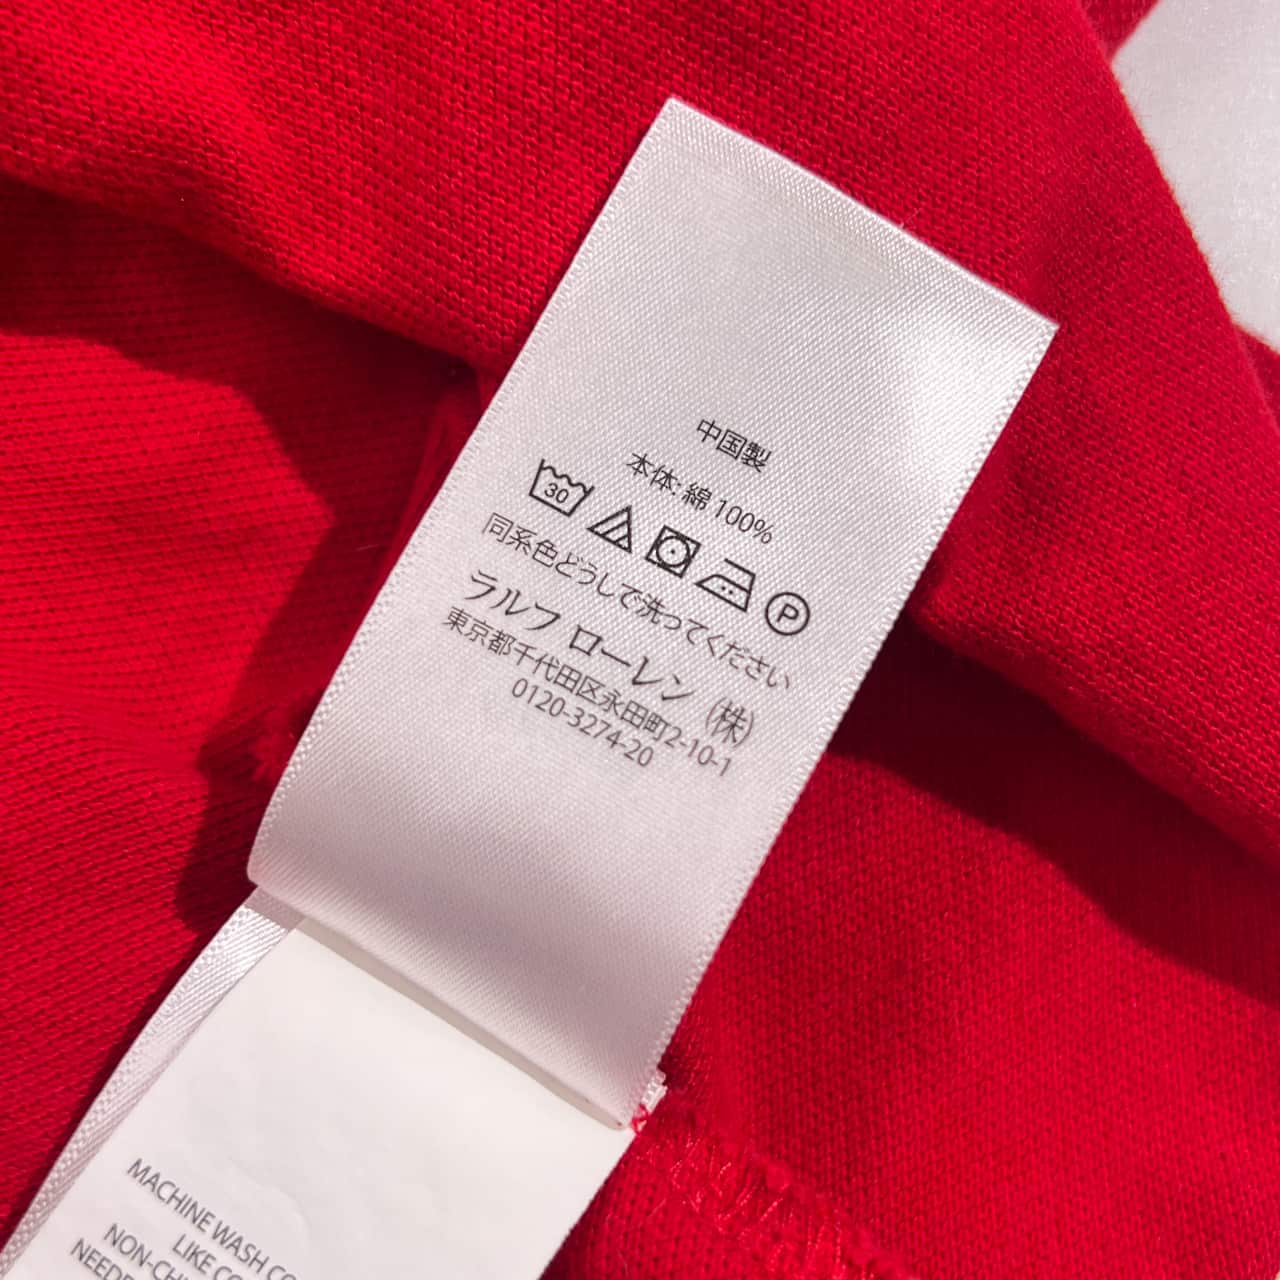 中国製
本体: 綿 100%
30
P
同系色どうしで洗ってください
ラルフ ローレン (株)
東京都千代田区永田町2-10-1
0120-3274-20
MACHINE WASH
LIKE